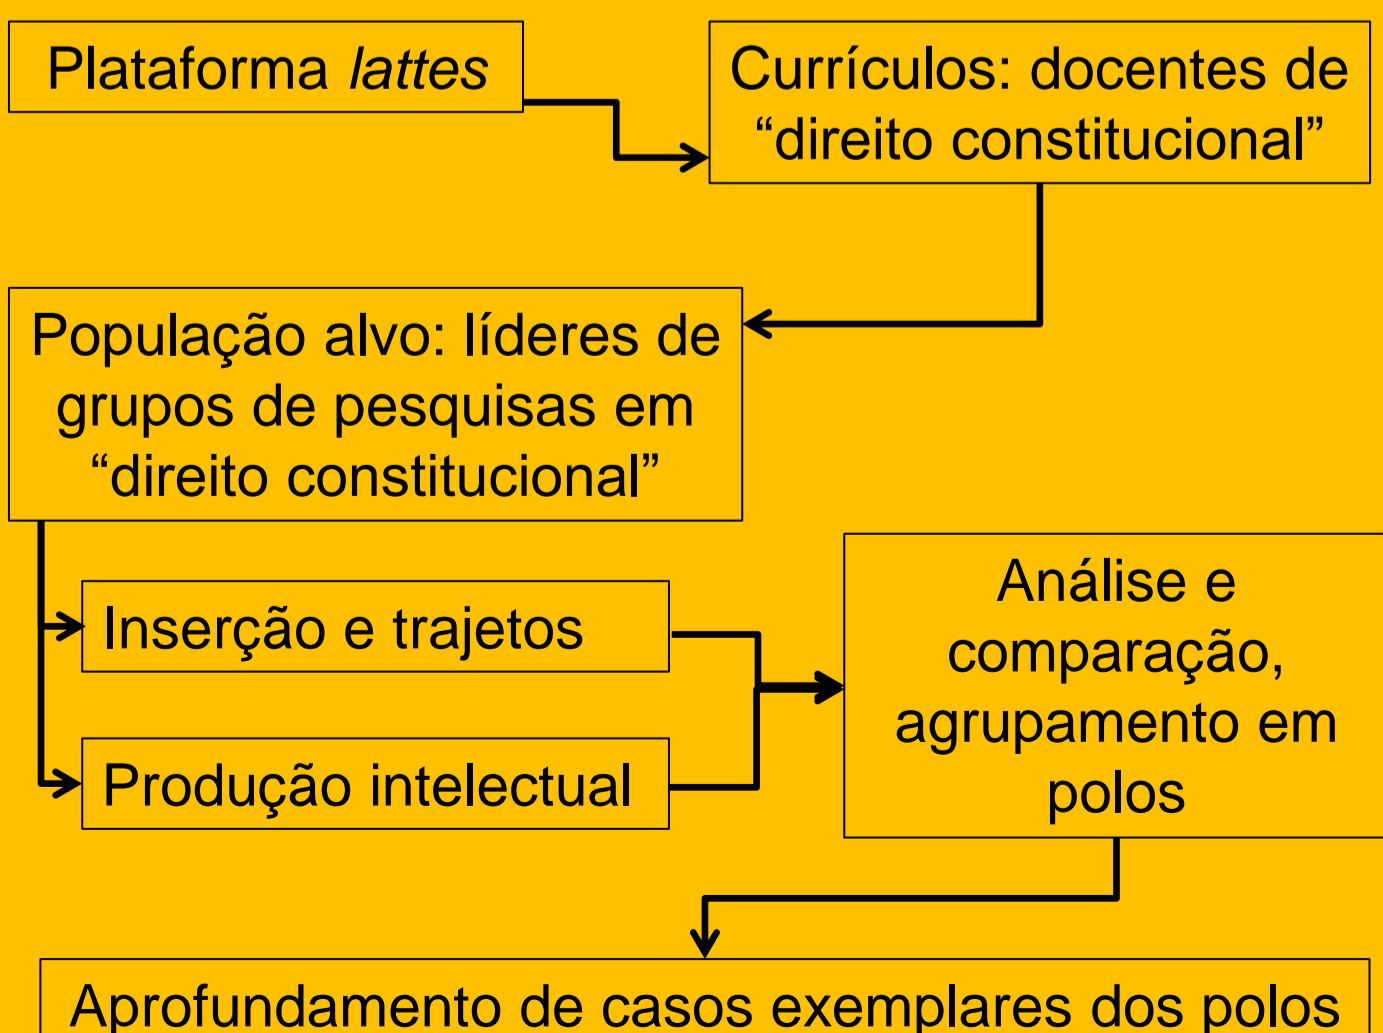 Plataforma lattes
Currículos: docentes de
“direito constitucional”
População alvo: líderes de
grupos de pesquisas em
“direito constitucional”
Inserção e trajetos
Produção intelectual
Análise e
comparação,
agrupamento em
polos
Aprofundamento de casos exemplares dos polos